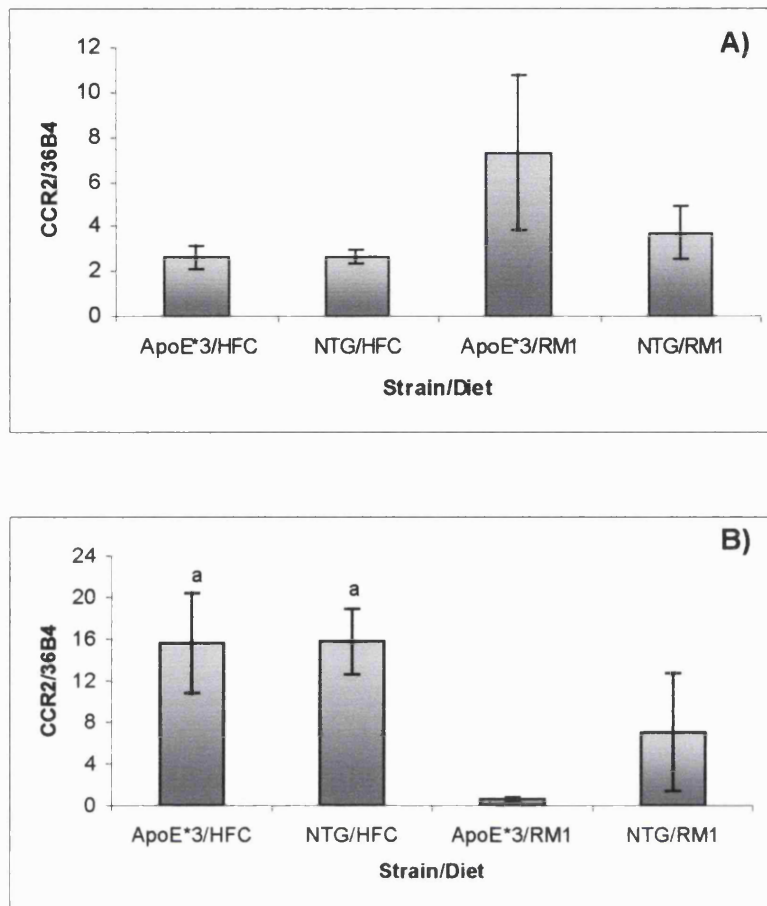 A)
12
10
8
6
4
2
0
CCR2/36B4
ApoE*3/HFC NTG/HFC ApoE*3/RM1 NTG/RM1
Strain/Diet
B)
24
20
16
12
8
4
0
CCR2/36B4
a a
ApoE*3/HFC NTG/HFC ApoE*3/RM1 NTG/RM1
Strain/Diet